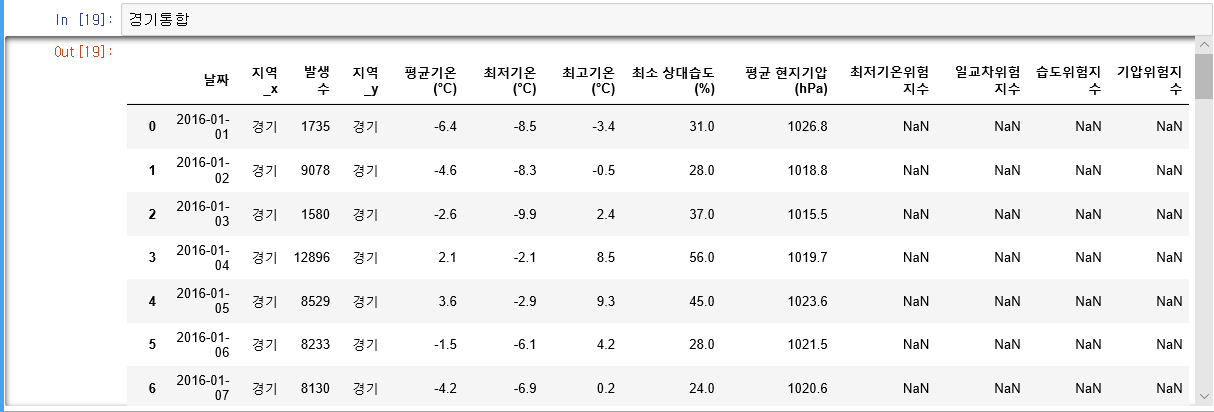 In [19]: 경기통합
Out[19]:
날짜 지역_x 발생수 지역_y 평균기온(°C) 최저기온(°C) 최고기온(°C) 최소 상대습도(%) 평균 현지기압(hPa) 최저기온위험지수 일교차위험지수 습도위험지수 기압위험지수
0 2016-01-01 경기 1735 경기 -6.4 -8.5 -3.4 31.0 1026.8 NaN NaN NaN NaN
1 2016-01-02 경기 9078 경기 -4.6 -8.3 -0.5 28.0 1018.8 NaN NaN NaN NaN
2 2016-01-03 경기 1580 경기 -2.6 -9.9 2.4 37.0 1015.5 NaN NaN NaN NaN
3 2016-01-04 경기 12896 경기 2.1 -2.1 8.5 56.0 1019.7 NaN NaN NaN NaN
4 2016-01-05 경기 8529 경기 3.6 -2.9 9.3 45.0 1023.6 NaN NaN NaN NaN
5 2016-01-06 경기 8233 경기 -1.5 -6.1 4.2 28.0 1021.5 NaN NaN NaN NaN
6 2016-01-07 경기 8130 경기 -4.2 -6.9 0.2 24.0 1020.6 NaN NaN NaN NaN